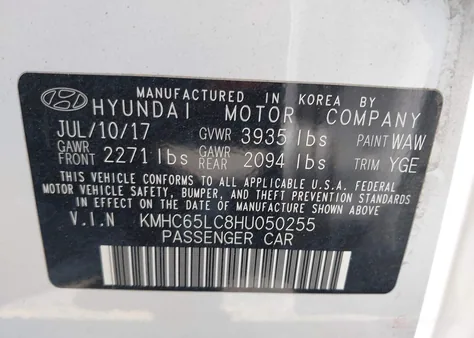 MANUFACTURED IN KOREA BY
HYUNDAI MOTOR COMPANY
JUL/10/17 GVWR 3935 lbs PAINT WAW
GAWR FRONT 2271 lbs GAWR REAR 2094 lbs TRIM YGE
THIS VEHICLE CONFORMS TO ALL APPLICABLE U.S.A. FEDERAL
MOTOR VEHICLE SAFETY, BUMPER, AND THEFT PREVENTION STANDARDS
IN EFFECT ON THE DATE OF MANUFACTURE SHOWN ABOVE.
V.I.N KMHC65LC8HU050255
PASSENGER CAR